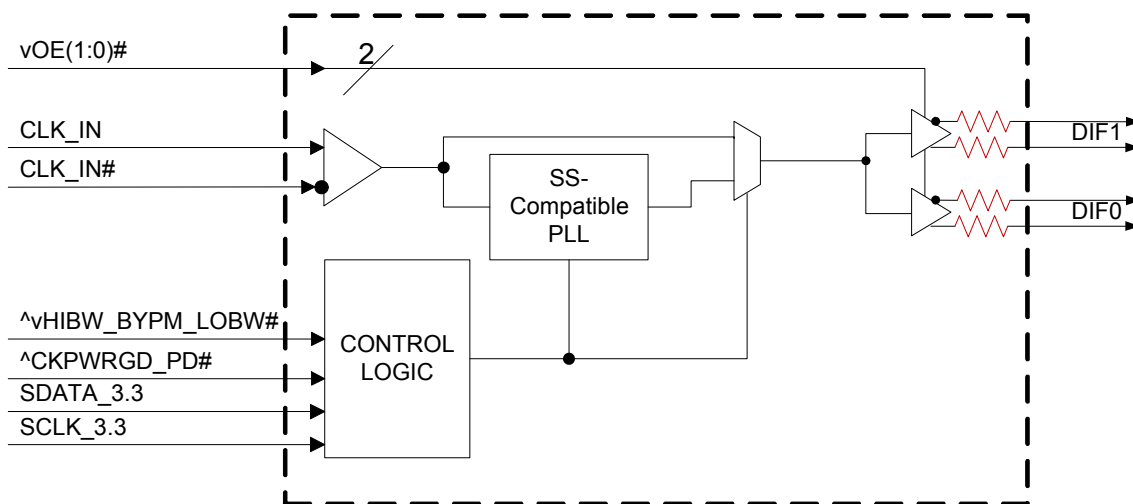 vOE(1:0)#
2
CLK_IN
CLK_IN#
DIF1
SS-
Compatible
PLL
DIF0
^vHIBW_BYPM_LOBW#
^CKPWRGD_PD#
SDATA_3.3
SCLK_3.3
CONTROL
LOGIC